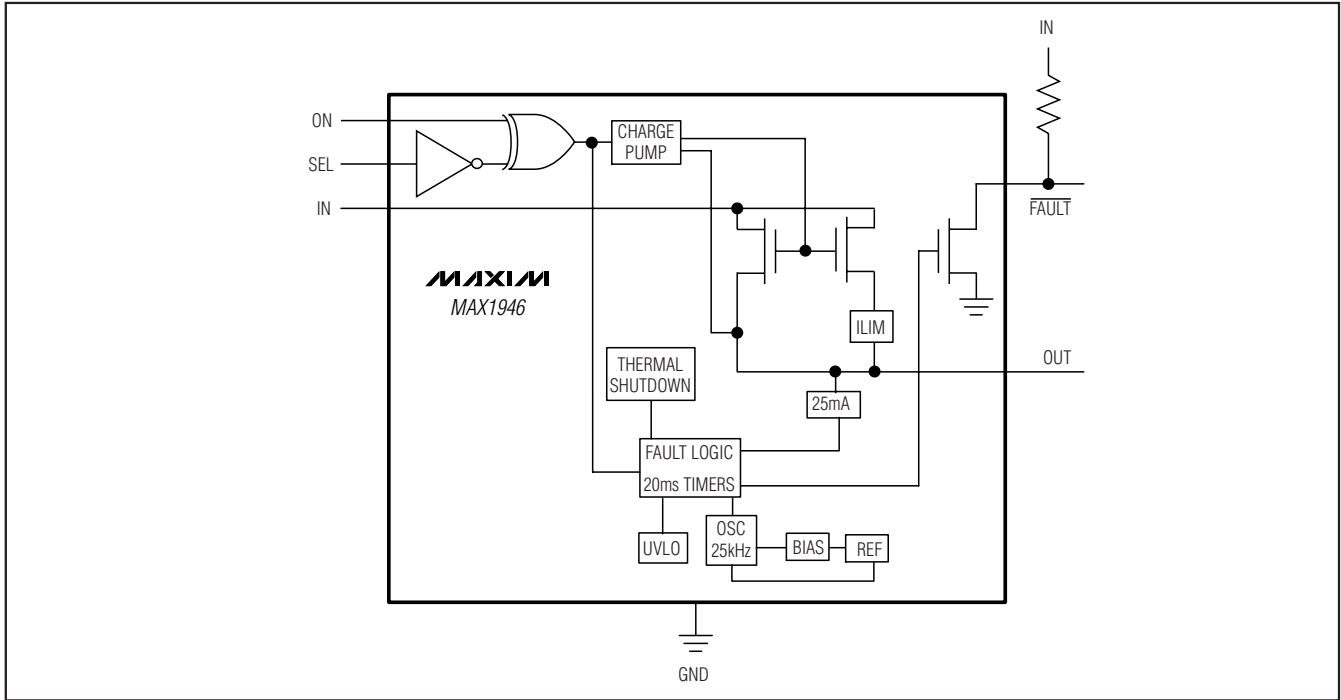 IN
ON
CHARGE
PUMP
SEL
IN
FAULT
MAXIM
MAX1946
ILIM
THERMAL
SHUTDOWN
OUT
25mA
FAULT LOGIC
20ms TIMERS
OSC
25kHz
UVLO
BIAS
REF
GND